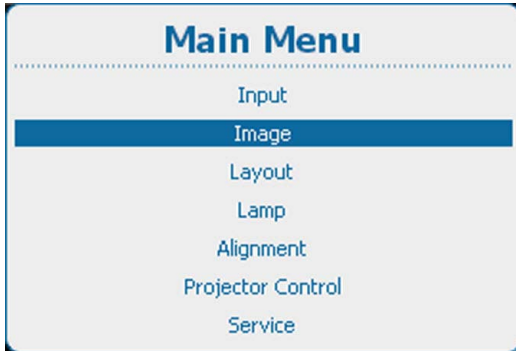 Main Menu
Input
Image
Layout
Lamp
Alignment
Projector Control
Service